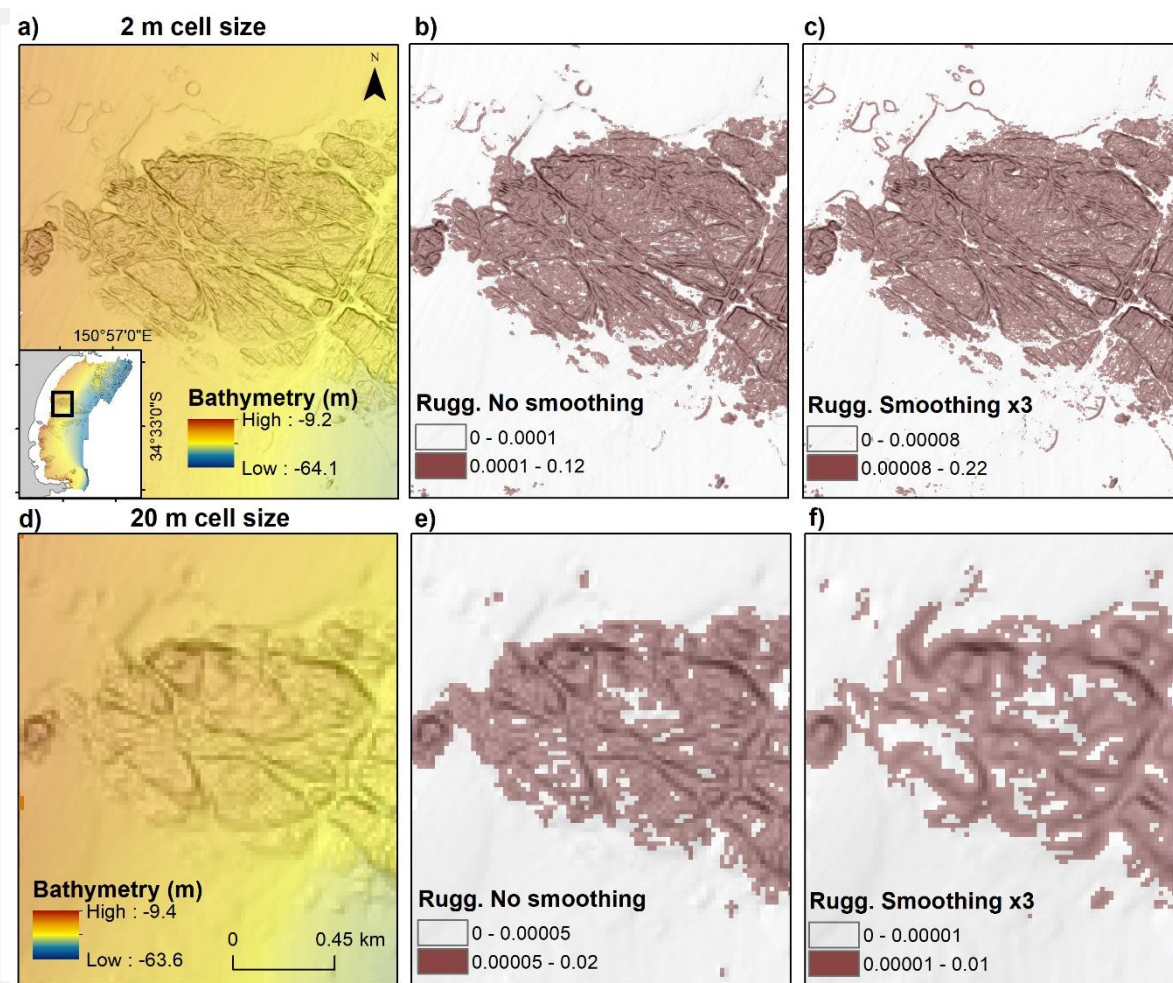 a) 2 m cell size
b)
c)
N
150°57'0"E
34°33'0"S
Bathymetry (m)
High : -9.2
Low : -64.1
Rugg. No smoothing
0 - 0.0001
0.0001 - 0.12
Rugg. Smoothing x3
0 - 0.00008
0.00008 - 0.22
d) 20 m cell size
e)
f)
Bathymetry (m)
High : -9.4
Low : -63.6
0 0.45 km
Rugg. No smoothing
0 - 0.00005
0.00005 - 0.02
Rugg. Smoothing x3
0 - 0.00001
0.00001 - 0.01